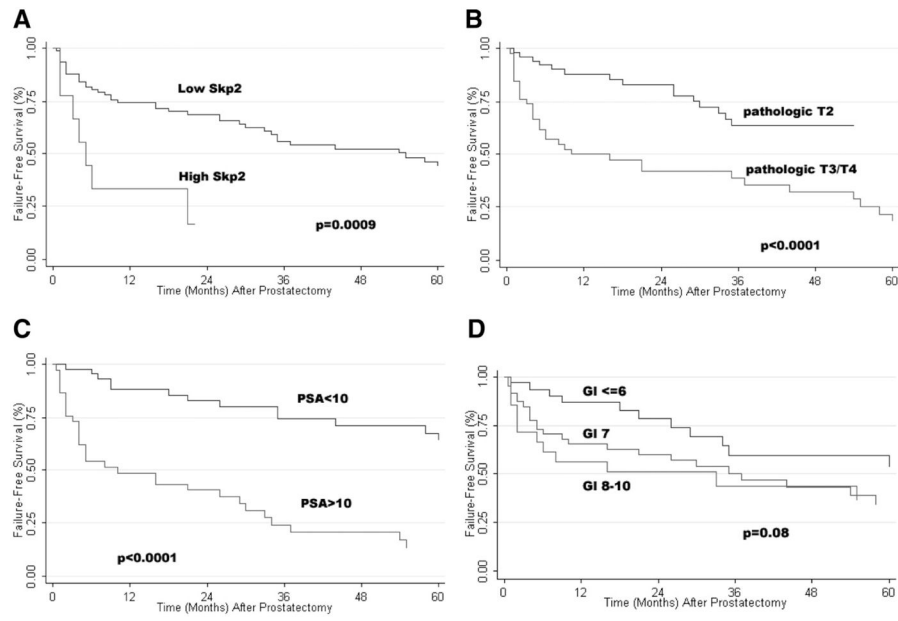 A
Failure-Free Survival (%)
1.00
0.75
0.50
0.25
0.00
Low Skp2
High Skp2
p=0.0009
0 12 24 36 48 60
Time (Months) After Prostatectomy
B
Failure-Free Survival (%)
1.00
0.75
0.50
0.25
0.00
pathologic T2
pathologic T3/T4
p<0.0001
0 12 24 36 48 60
Time (Months) After Prostatectomy
C
Failure-Free Survival (%)
1.00
0.75
0.50
0.25
0.00
PSA<10
PSA>10
p<0.0001
0 12 24 36 48 60
Time (Months) After Prostatectomy
D
Failure-Free Survival (%)
1.00
0.75
0.50
0.25
0.00
Gl <=6
Gl 7
Gl 8-10
p=0.08
0 12 24 36 48 60
Time (Months) After Prostatectomy